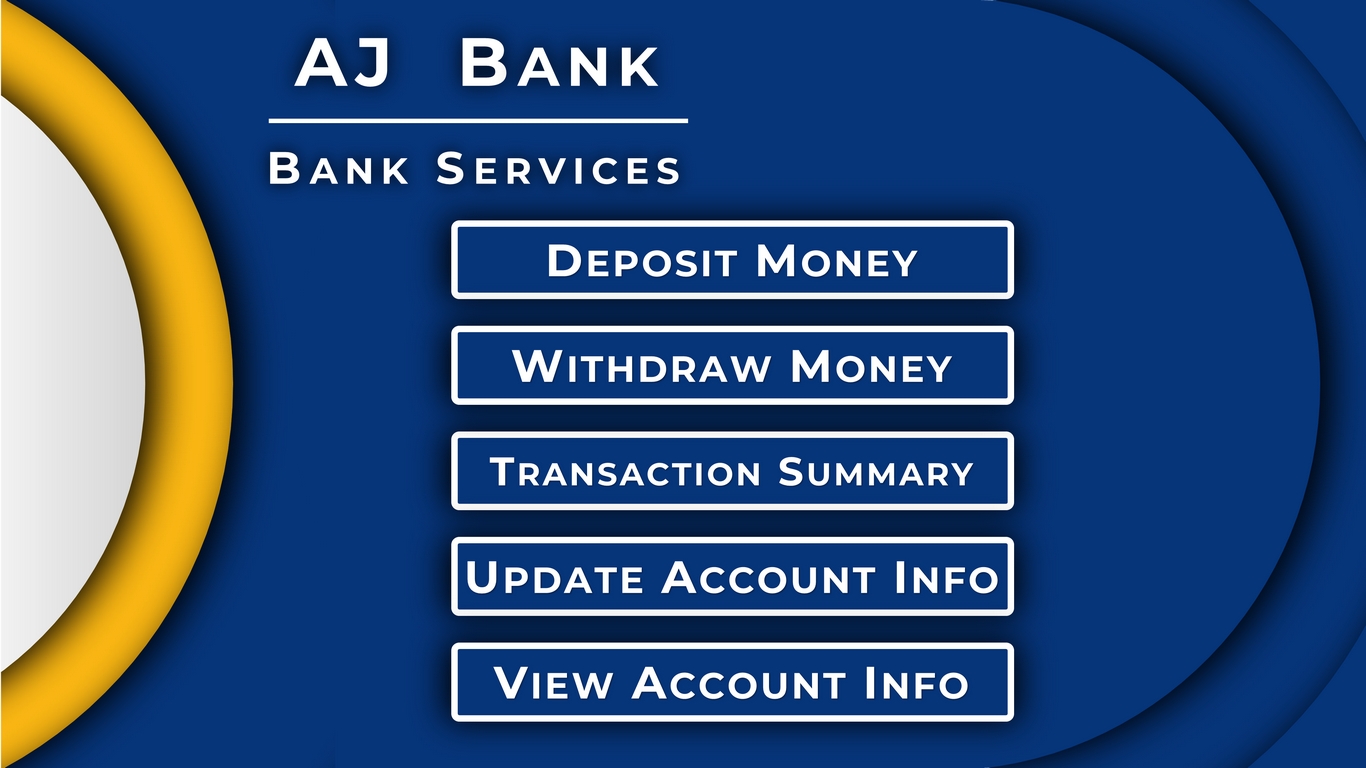 AJ Bank
Bank Services
Deposit Money
Withdraw Money
Transaction Summary
Update Account Info
View Account Info